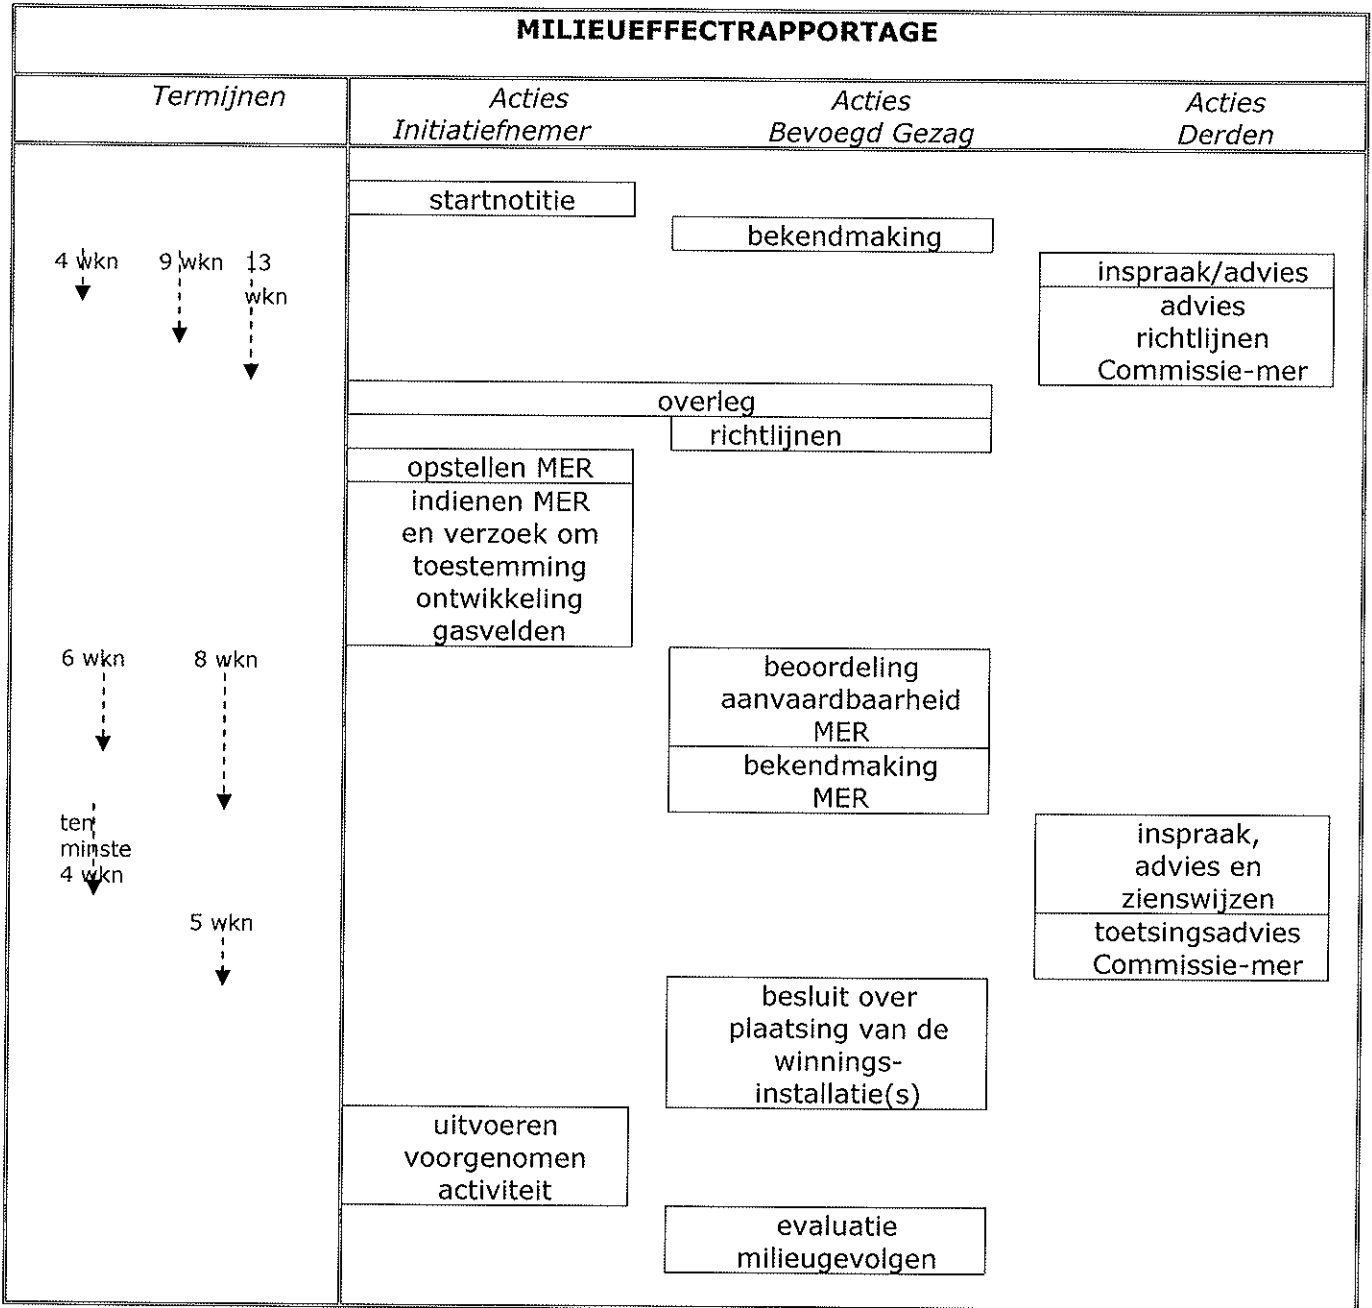 MILIEUEFFECTRAPPORTAGE
Termijnen Acties Acties Acties
Initiatiefnemer Bevoegd Gezag Derden
startnotitie
bekendmaking
4 wkn 9 wkn 13
wkn
inspraak/advies
advies
richtlijnen
Commissie-mer
overleg
richtlijnen
opstellen MER
indienen MER
en verzoek om
toestemming
ontwikkeling
gasvelden
6 wkn 8 wkn
beoordeling
aanvaardbaarheid
MER
bekendmaking
MER
ten
minste
4 wkn
inspraak,
advies en
zienswijzen
5 wkn
toetsingsadvies
Commissie-mer
besluit over
plaatsing van de
winnings-
installatie(s)
uitvoeren
voorgenomen
activiteit
evaluatie
milieugevolgen